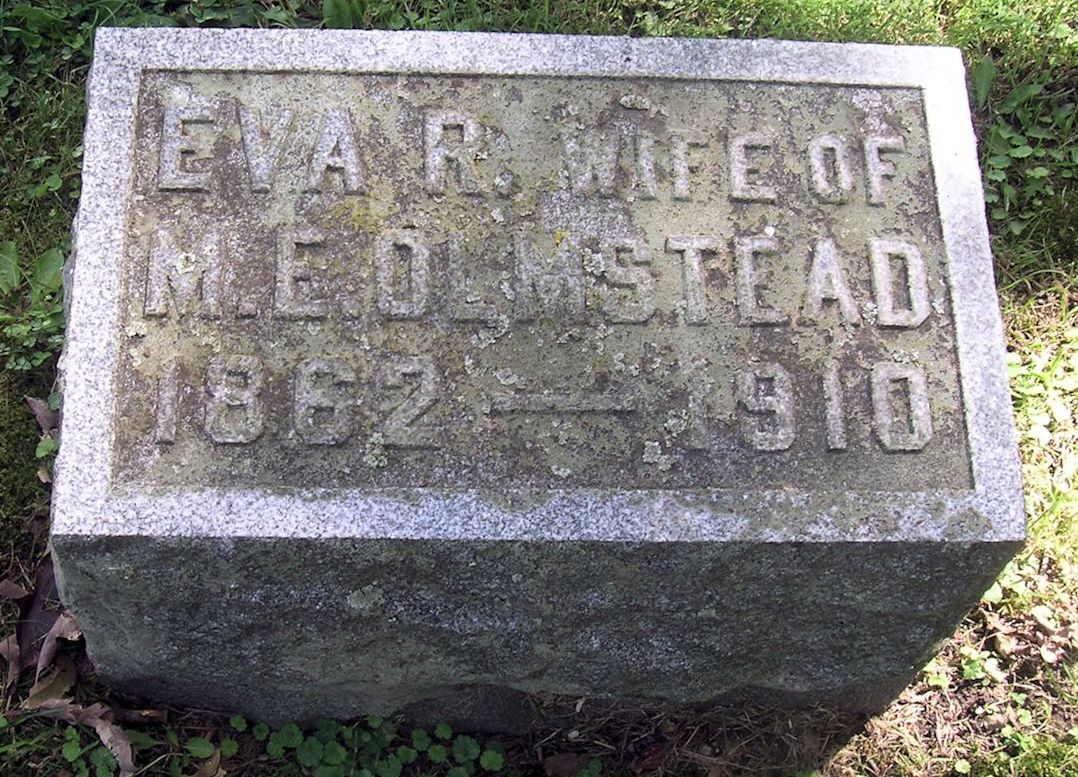 EVA R. WIFE OF
M.E. OLMSTEAD
1862 — 1910